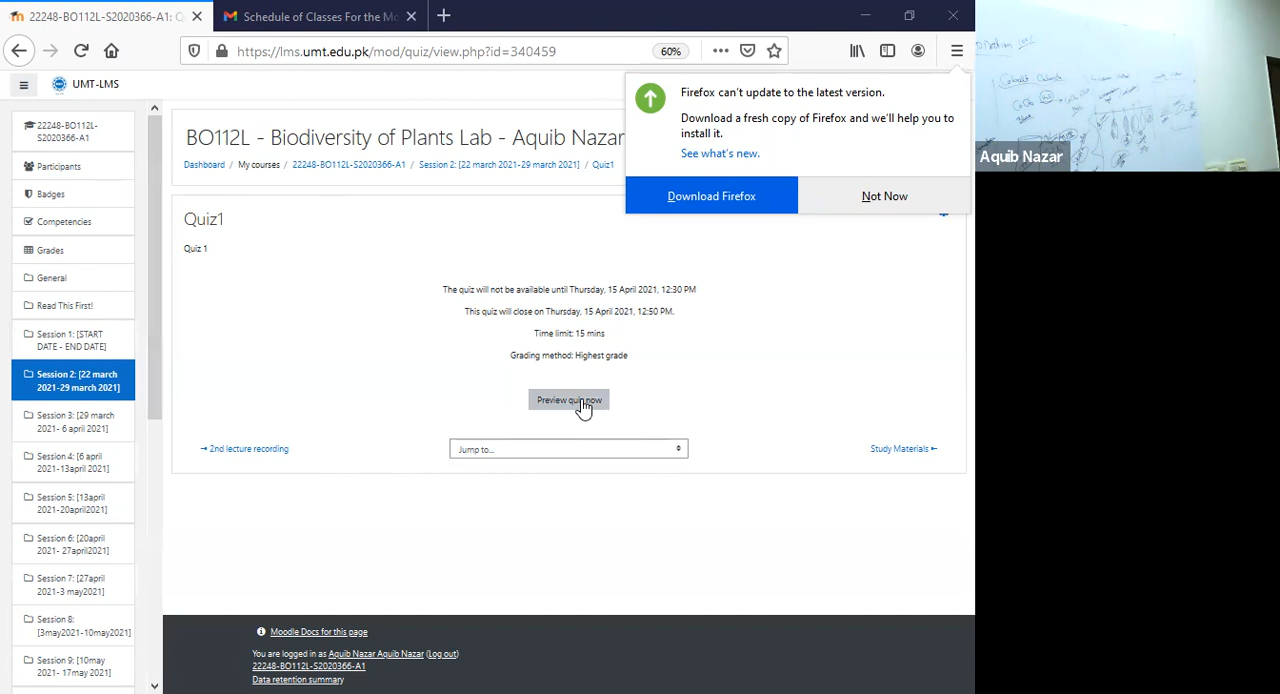 22248-BO112L-S2020366-A1: Q
Schedule of Classes For the Mo
https://lms.umt.edu.pk/mod/quiz/view.php?id=340459
60%
UMT-LMS
Firefox can't update to the latest version.
Download a fresh copy of Firefox and we'll help you to
install it.
See what's new.
Download Firefox
Not Now
Aquib Nazar
22248-BO112L-
S2020366-A1
Participants
Badges
Competencies
Grades
General
Read This First!
Session 1: [START
DATE - END DATE]
Session 2: [22 march
2021-29 march 2021]
Session 3: [29 march
2021- 6 april 2021]
Session 4: [6 april
2021-13april 2021]
Session 5: [13april
2021-20april2021]
Session 6: [20april
2021- 27april2021]
Session 7: [27april
2021-3 may2021]
Session 8:
[3may2021-10may2021]
Session 9: [10may
2021- 17may 2021]
BO112L - Biodiversity of Plants Lab - Aquib Nazar
Dashboard / My courses / 22248-BO112L-S2020366-A1 / Session 2: [22 march 2021-29 march 2021] / Quiz1
Quiz1
Quiz 1
The quiz will not be available until Thursday, 15 April 2021, 12:30 PM
This quiz will close on Thursday, 15 April 2021, 12:50 PM.
Time limit: 15 mins
Grading method: Highest grade
Preview quiz now
2nd lecture recording
Jump to...
Study Materials
Moodle Docs for this page
You are logged in as Aquib Nazar Aquib Nazar (Log out)
22248-BO112L-S2020366-A1
Data retention summary